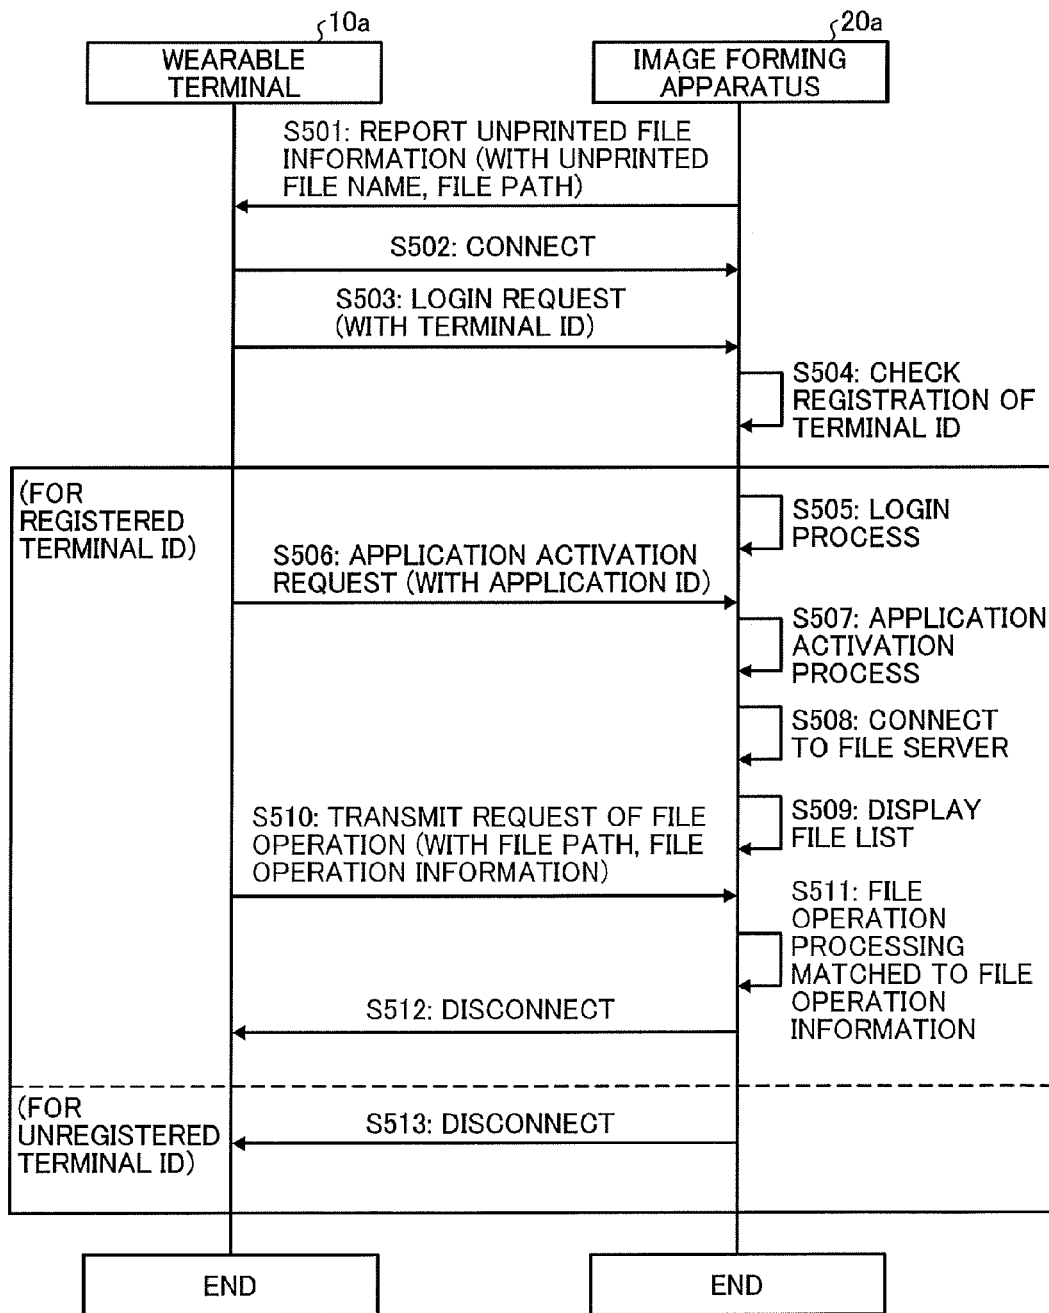 10a
20a
WEARABLE
TERMINAL
IMAGE FORMING
APPARATUS
S501: REPORT UNPRINTED FILE
INFORMATION (WITH UNPRINTED
FILE NAME, FILE PATH)
S502: CONNECT
S503: LOGIN REQUEST
(WITH TERMINAL ID)
S504: CHECK
REGISTRATION OF
TERMINAL ID
(FOR
REGISTERED
TERMINAL ID)
S505: LOGIN
PROCESS
S506: APPLICATION ACTIVATION
REQUEST (WITH APPLICATION ID)
S507: APPLICATION
ACTIVATION
PROCESS
S508: CONNECT
TO FILE SERVER
S509: DISPLAY
FILE LIST
S510: TRANSMIT REQUEST OF FILE
OPERATION (WITH FILE PATH, FILE
OPERATION INFORMATION)
S511: FILE
OPERATION
PROCESSING
MATCHED TO FILE
OPERATION
INFORMATION
S512: DISCONNECT
(FOR
UNREGISTERED
TERMINAL ID)
S513: DISCONNECT
END
END